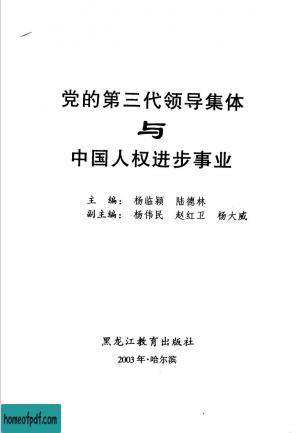 党的第三代领导集体
与
中国人权进步事业
主 编：杨临颖 陆德林
副主编：杨伟民 赵红卫 杨大威
黑龙江教育出版社
2003年·哈尔滨
homeofpdf.com